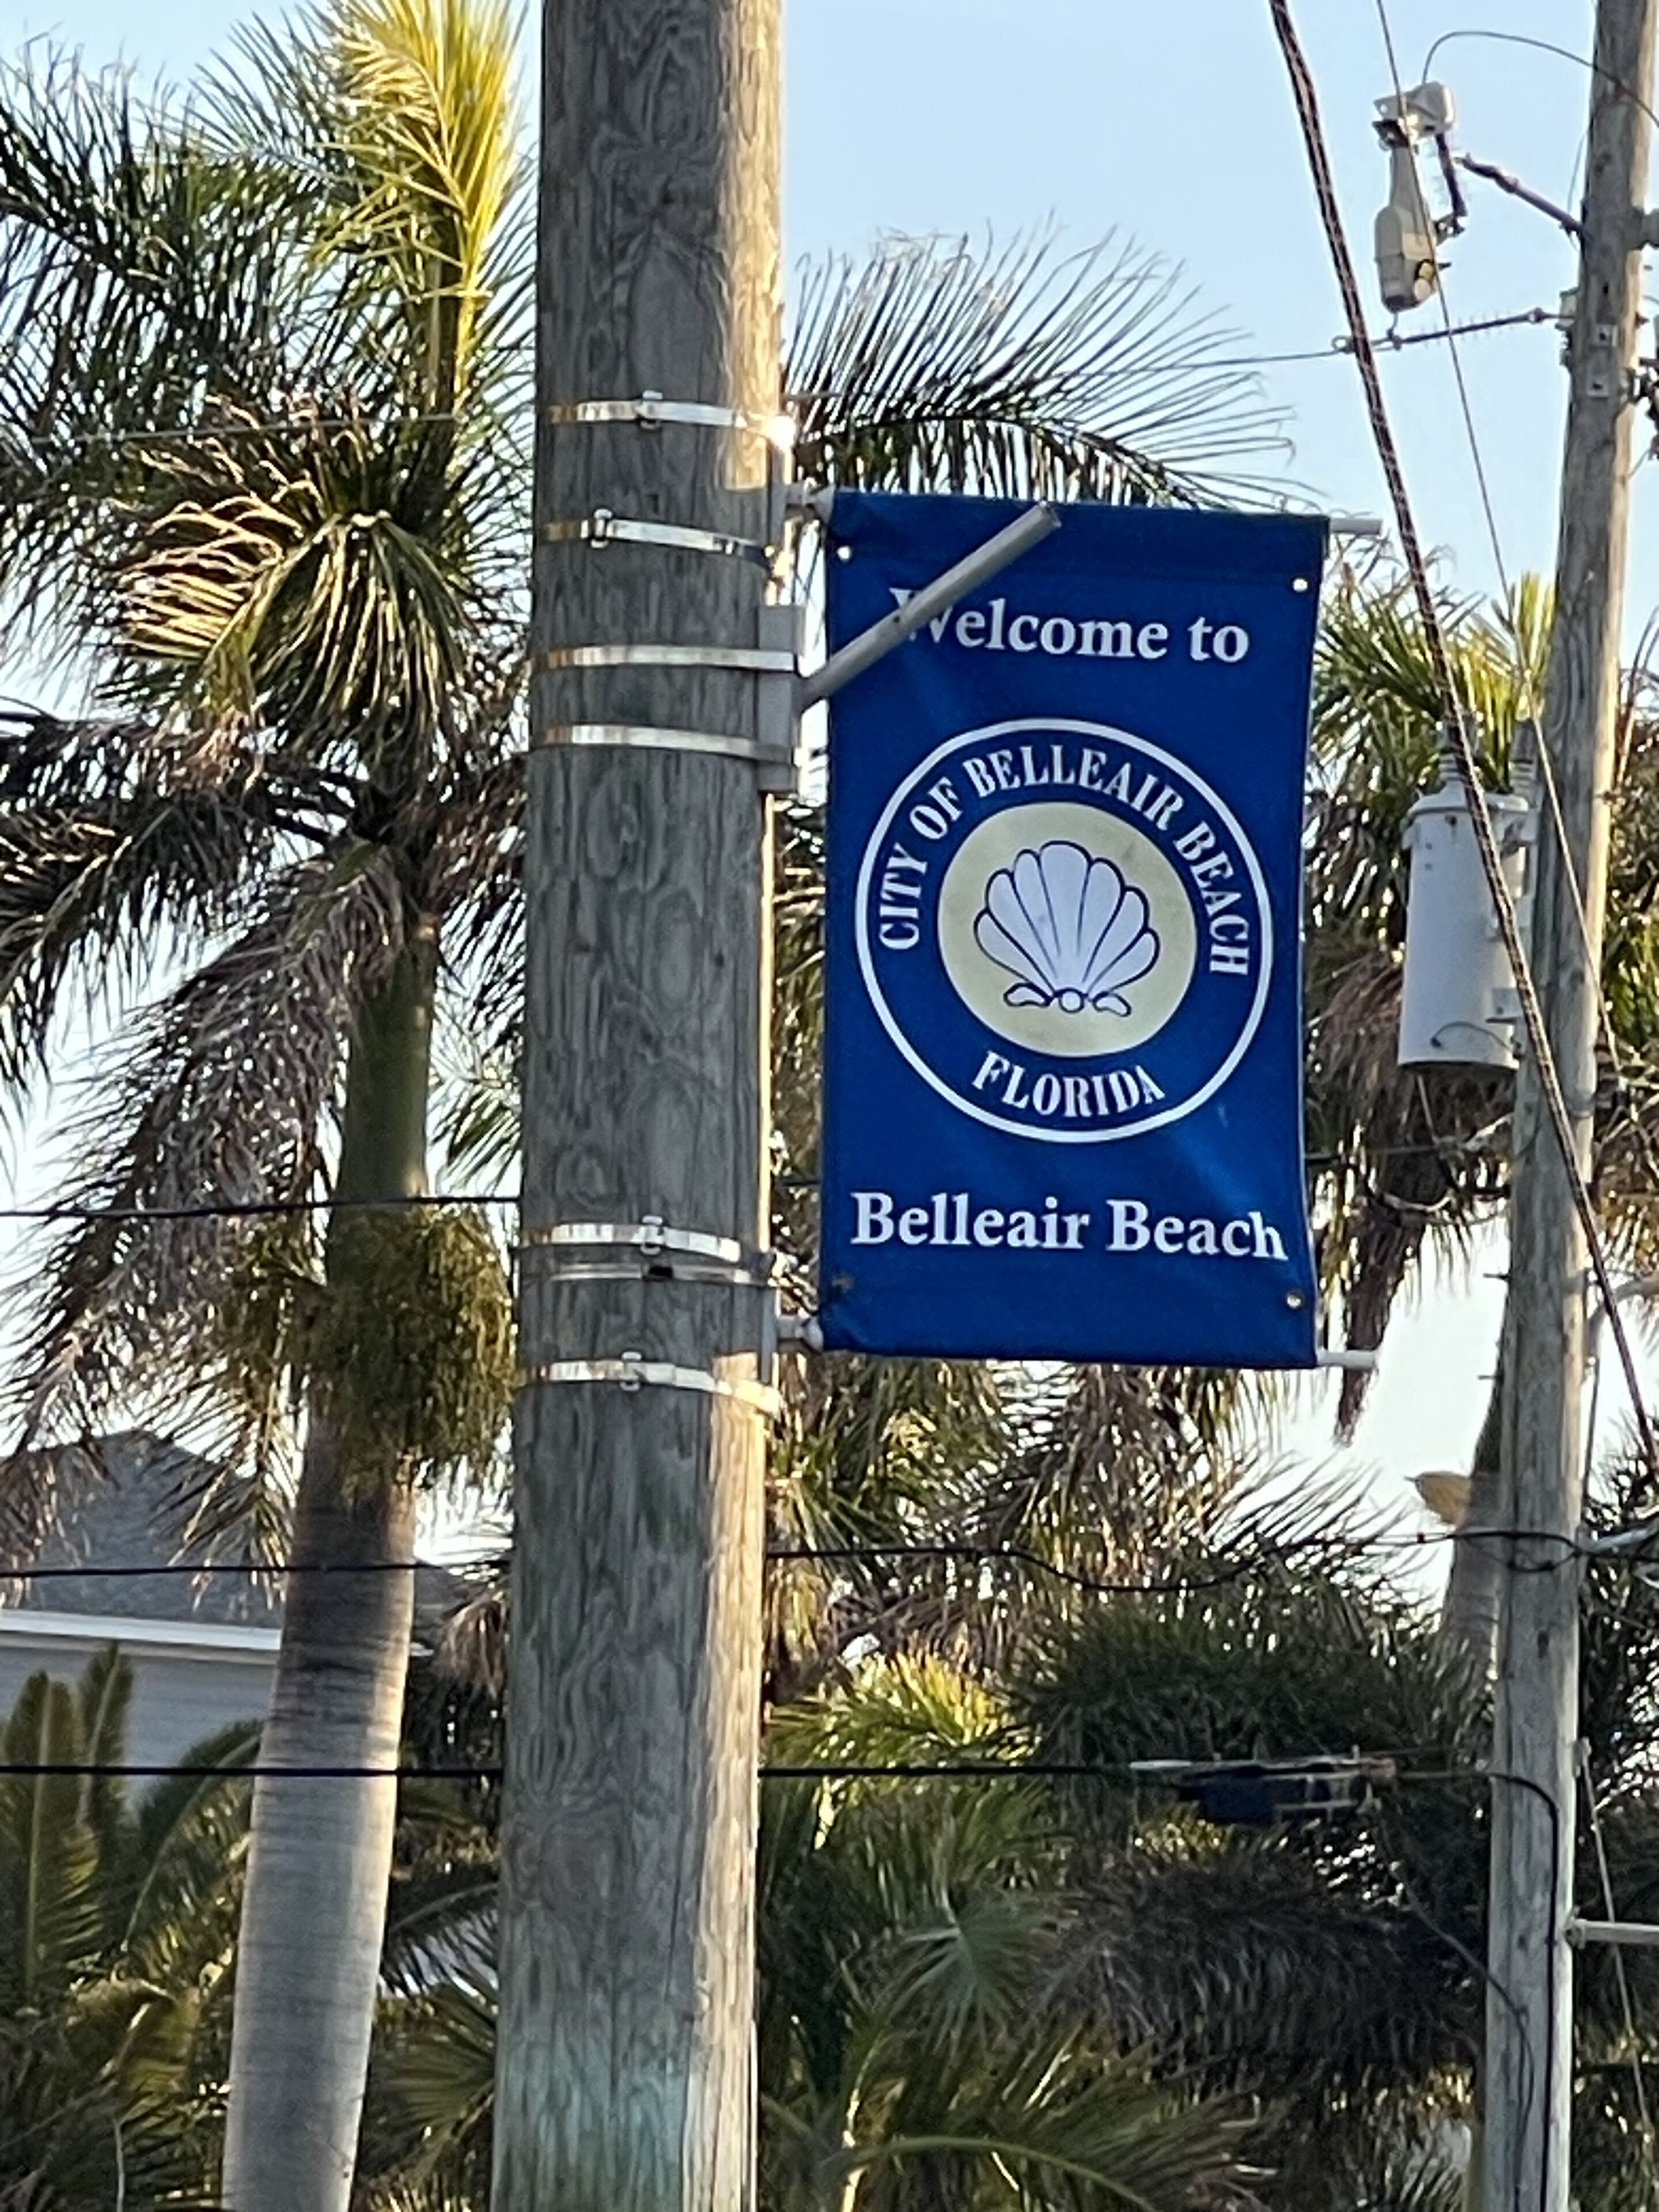 Welcome to
CITY OF BELLEAIR BEACH
FLORIDA
Belleair Beach